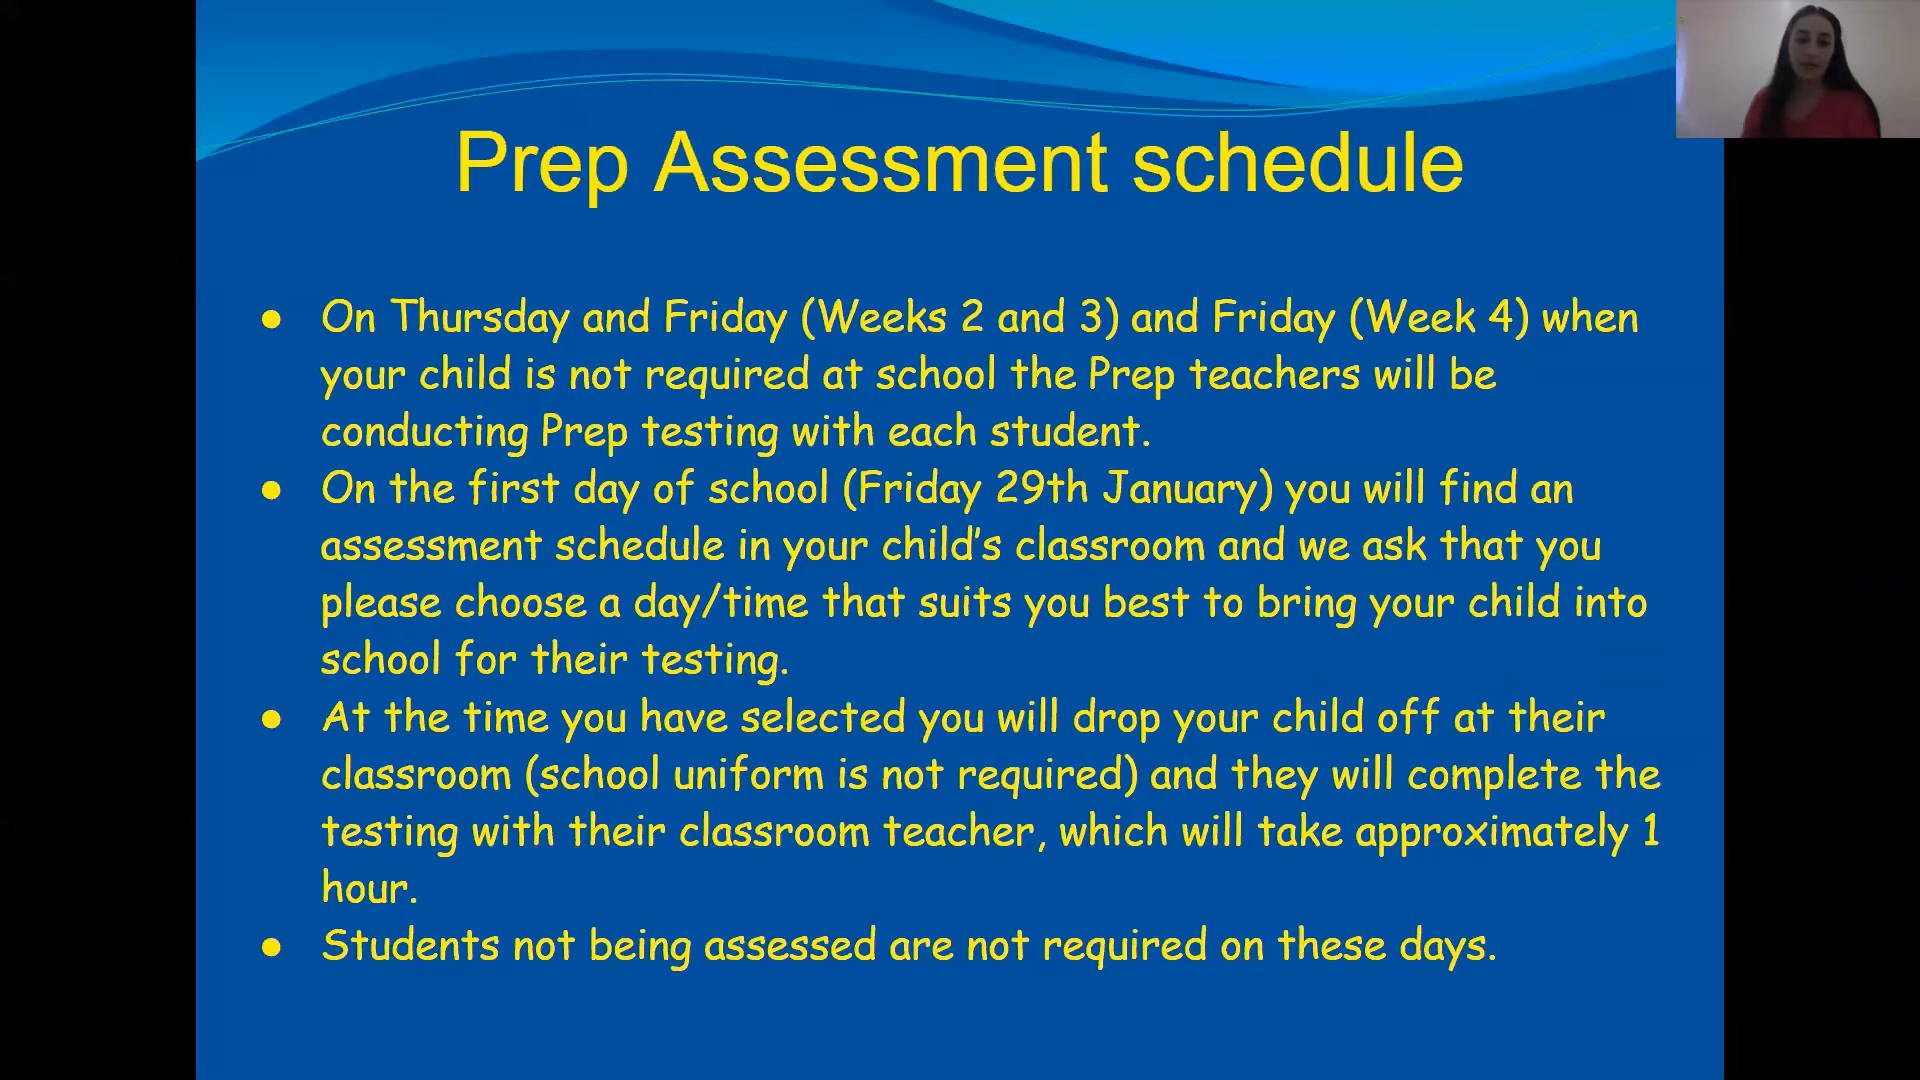 Prep Assessment schedule
● On Thursday and Friday (Weeks 2 and 3) and Friday (Week 4) when
your child is not required at school the Prep teachers will be
conducting Prep testing with each student.
● On the first day of school (Friday 29th January) you will find an
assessment schedule in your child's classroom and we ask that you
please choose a day/time that suits you best to bring your child into
school for their testing.
● At the time you have selected you will drop your child off at their
classroom (school uniform is not required) and they will complete the
testing with their classroom teacher, which will take approximately 1
hour.
● Students not being assessed are not required on these days.